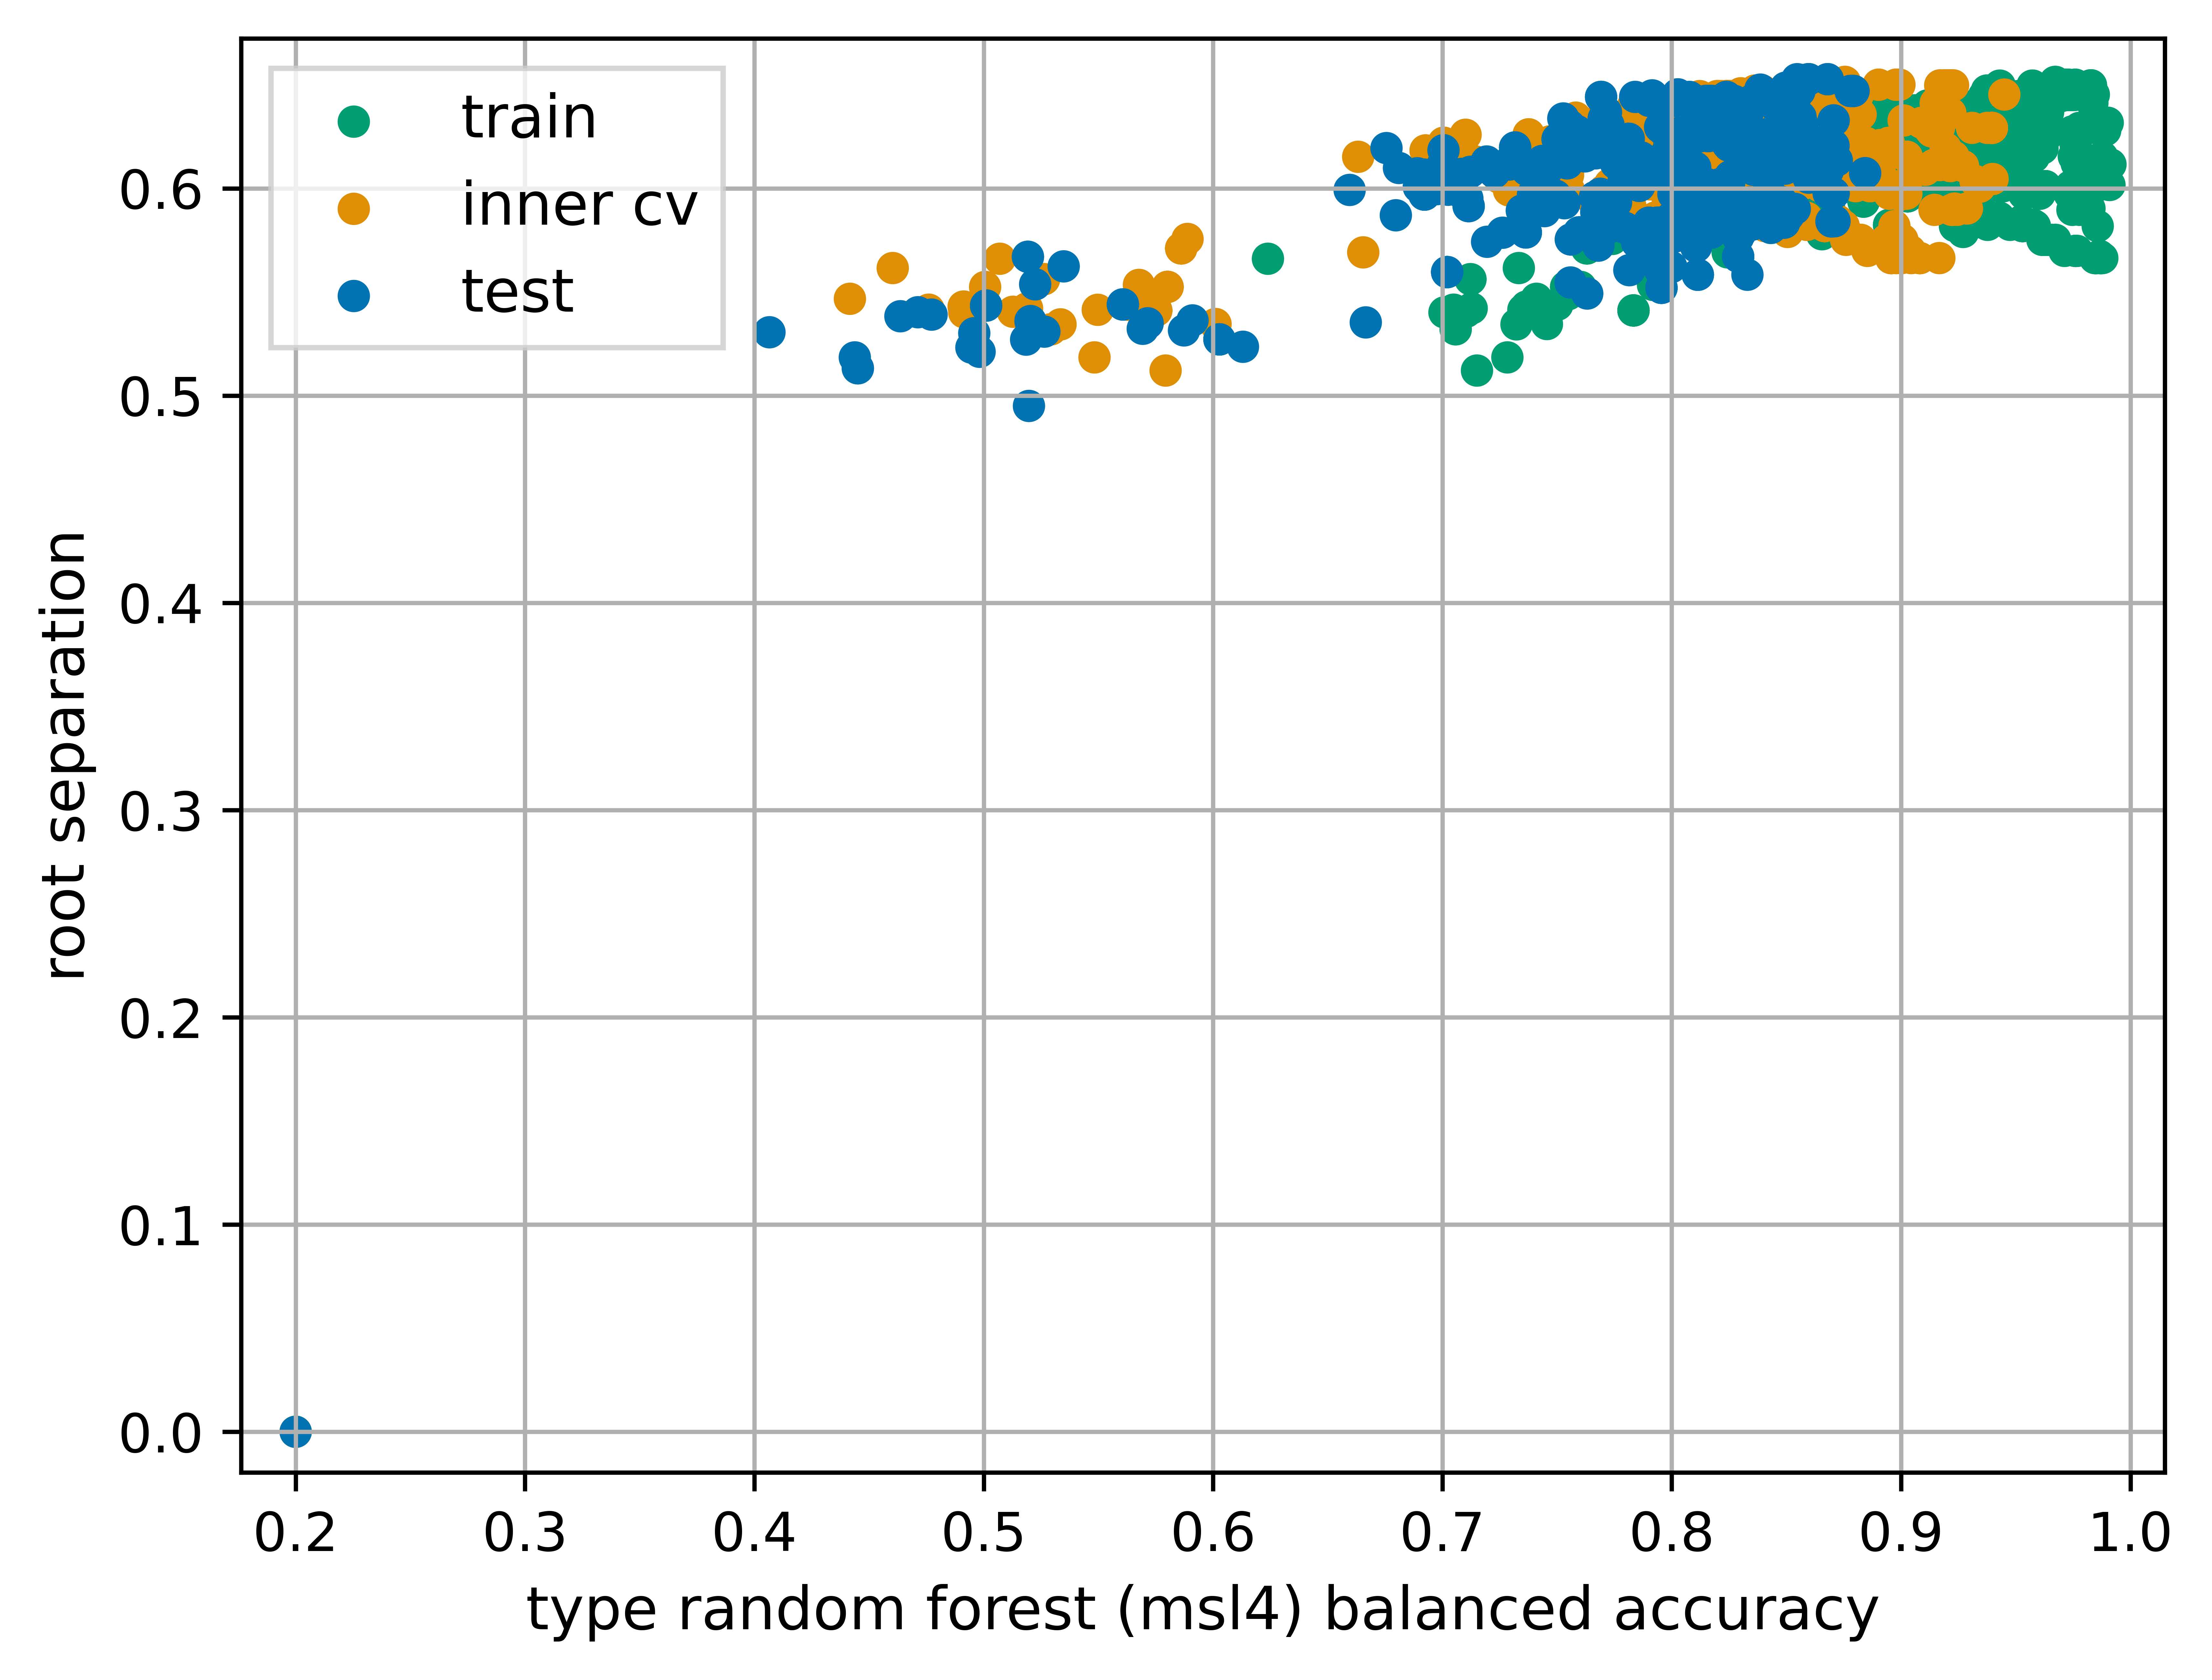 train
inner cv
test
0.6
0.5
0.4
0.3
0.2
0.1
0.0
root separation
0.2 0.3 0.4 0.5 0.6 0.7 0.8 0.9 1.0
type random forest (msl4) balanced accuracy